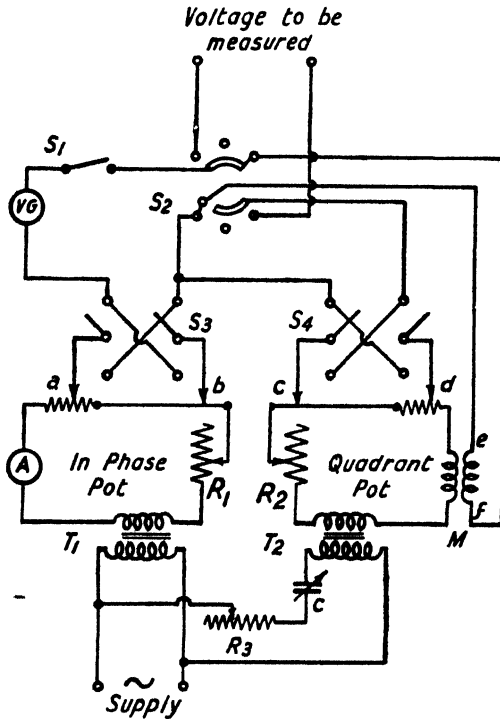 Voltage to be
measured
S1
VG
S2
S3
S4
a
b
c
d
A
In Phase
Pot
R1
R2
Quadrant
Pot
e
f
M
T1
T2
C
R3
Supply